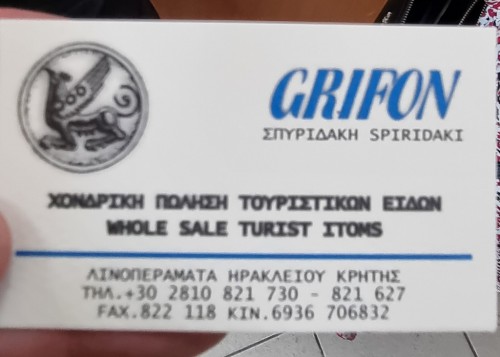 GRIFON
ΣΠΥΡΙΔΑΚΗ SPIRIDAKI
ΧΟΝΔΡΙΚΗ ΠΩΛΗΣΗ ΤΟΥΡΙΣΤΙΚΩΝ ΕΙΔΩΝ
WHOLE SALE TURIST ITOMS
ΛΙΝΟΠΕΡΑΜΑΤΑ ΗΡΑΚΛΕΙΟΥ ΚΡΗΤΗΣ
ΤΗΛ.+30 2810 821 730 - 821 627
FAX.822 118 ΚΙΝ.6936 706832